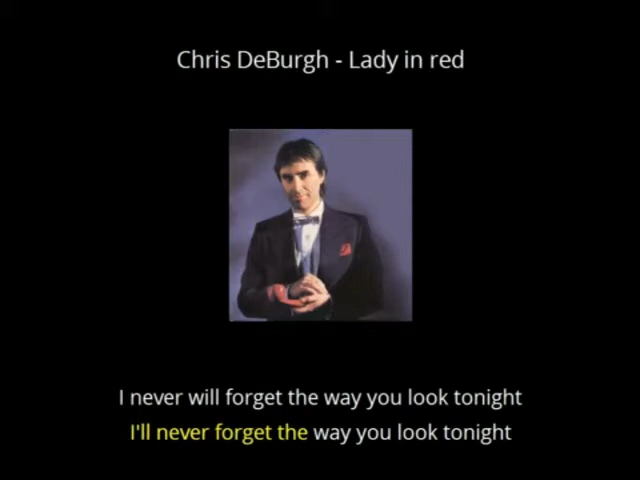 Chris DeBurgh - Lady in red
I never will forget the way you look tonight
I'll never forget the way you look tonight